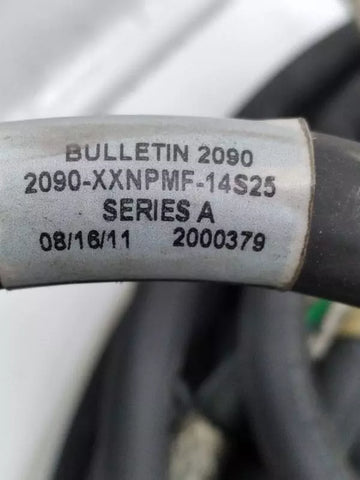 BULLETIN 2090
2090-XXNPMF-14S25
SERIES A
08/16/11 2000379